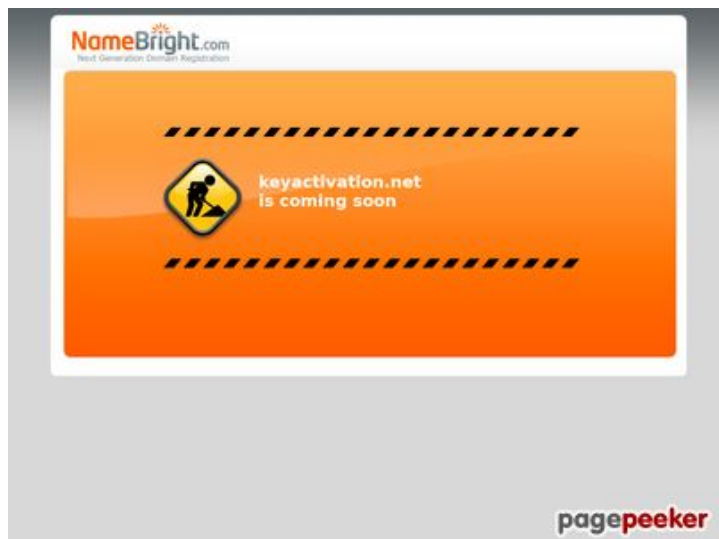 NameBright.com
Next Generation Domain Registration
keyactivation.net
is coming soon
pagepeeker